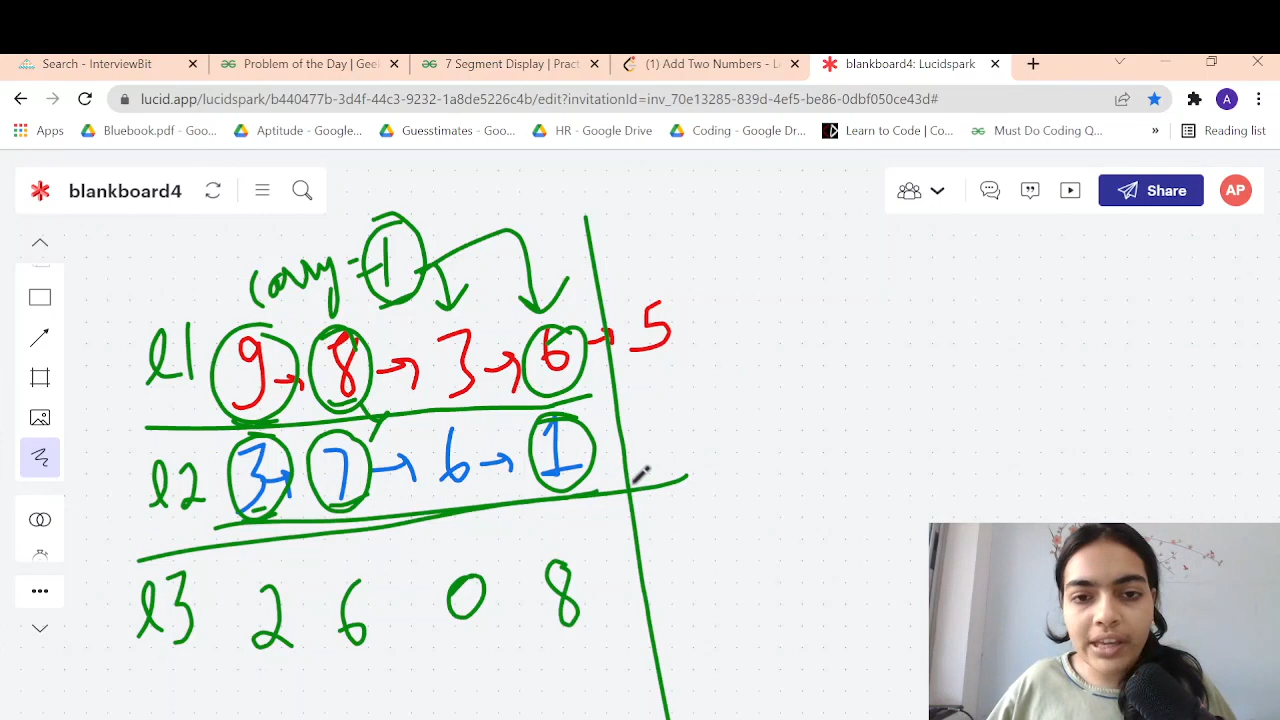 Search - InterviewBit
Problem of the Day | Geek
7 Segment Display | Pract
(1) Add Two Numbers - Le
blankboard4: Lucidspark
lucid.app/lucidspark/b440477b-3d4f-44c3-9232-1a8de5226c4b/edit?invitationId=inv_70e13285-839d-4ef5-be86-0dbf050ce43d#
A
Apps
Bluebook.pdf - Goo...
Aptitude - Google...
Guesstimates - Goo...
HR - Google Drive
Coding - Google Dr...
Learn to Code | Co...
Must Do Coding Q...
»
Reading list
blankboard4
Share
AP
carry = 1
l1 9 → 8 → 3 → 6 → 5
l2 3 → 7 → 6 → 1
l3 2 6 0 8